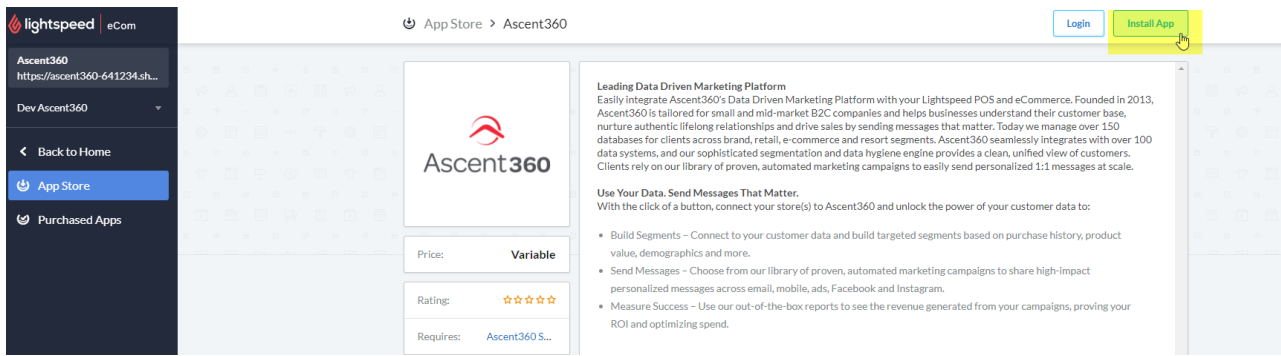 lightspeed eCom
App Store > Ascent360
Login
Install App
Ascent360
https://ascent360-641234.sh...
Dev Ascent360
Back to Home
App Store
Purchased Apps
Ascent360
Price: Variable
Rating:
Requires: Ascent360 S...
Leading Data Driven Marketing Platform
Easily integrate Ascent360's Data Driven Marketing Platform with your Lightspeed POS and eCommerce. Founded in 2013,
Ascent360 is tailored for small and mid-market B2C companies and helps businesses understand their customer base,
nurture authentic lifelong relationships and drive sales by sending messages that matter. Today we manage over 150
databases for clients across brand, retail, e-commerce and resort segments. Ascent360 seamlessly integrates with over 100
data systems, and our sophisticated segmentation and data hygiene engine provides a clean, unified view of customers.
Clients rely on our library of proven, automated marketing campaigns to easily send personalized 1:1 messages at scale.
Use Your Data. Send Messages That Matter.
With the click of a button, connect your store(s) to Ascent360 and unlock the power of your customer data to:
• Build Segments – Connect to your customer data and build targeted segments based on purchase history, product
value, demographics and more.
• Send Messages – Choose from our library of proven, automated marketing campaigns to share high-impact
personalized messages across email, mobile, ads, Facebook and Instagram.
• Measure Success – Use our out-of-the-box reports to see the revenue generated from your campaigns, proving your
ROI and optimizing spend.